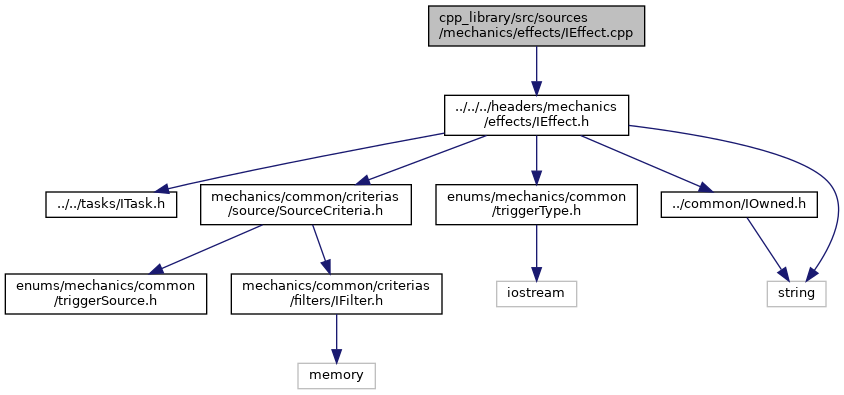 cpp_library/src/sources
/mechanics/effects/IEffect.cpp
../../../headers/mechanics
/effects/IEffect.h
../../tasks/ITask.h
mechanics/common/criterias
/source/SourceCriteria.h
enums/mechanics/common
/triggerType.h
../common/IOwned.h
enums/mechanics/common
/triggerSource.h
mechanics/common/criterias
/filters/IFilter.h
iostream
string
memory